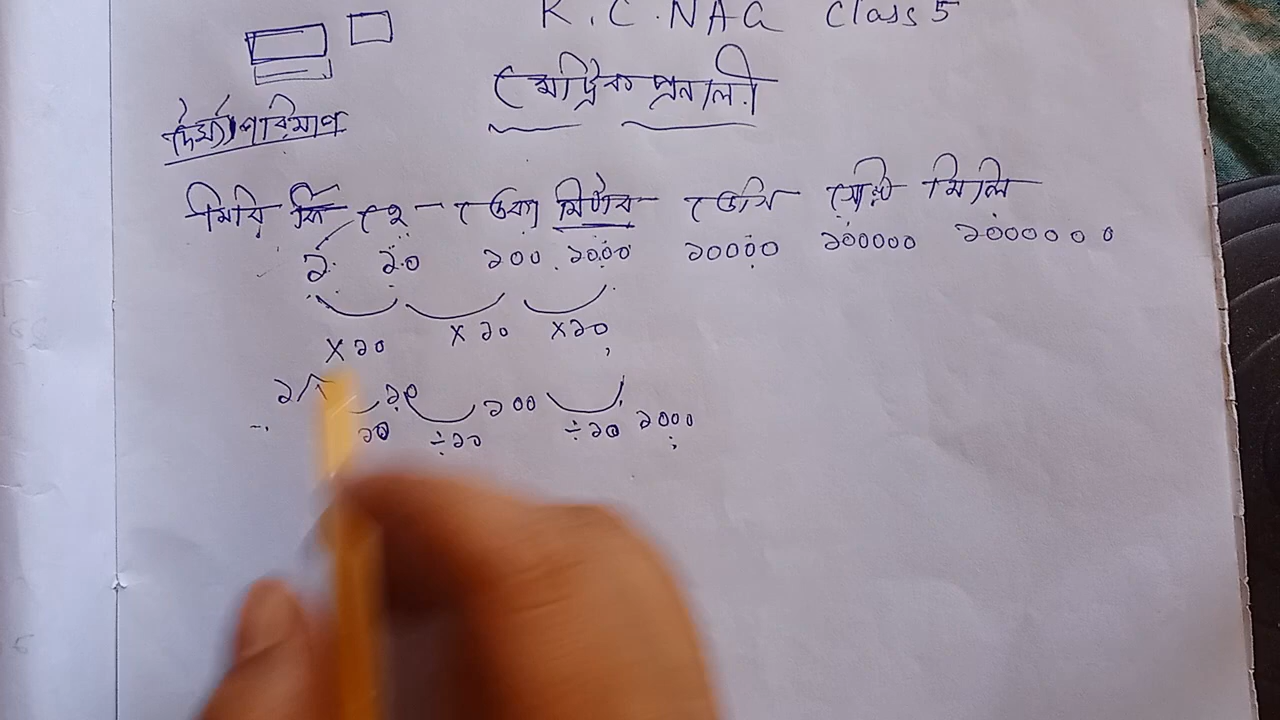 K.C.NAG Class 5
মেট্রিক প্রনালী
দৈর্ঘ্য পরিমাপ
মিরি কি হে ডেকা মিটার ডেসি সেন্টি মিলি
১ ১০ ১০০ ১০০০ ১০০০০ ১০০০০০ ১০০০০০০
X ১০ X ১০ X ১০
১ ১০ ১০০ ১০০০
১০ ÷ ১০ ÷ ১০